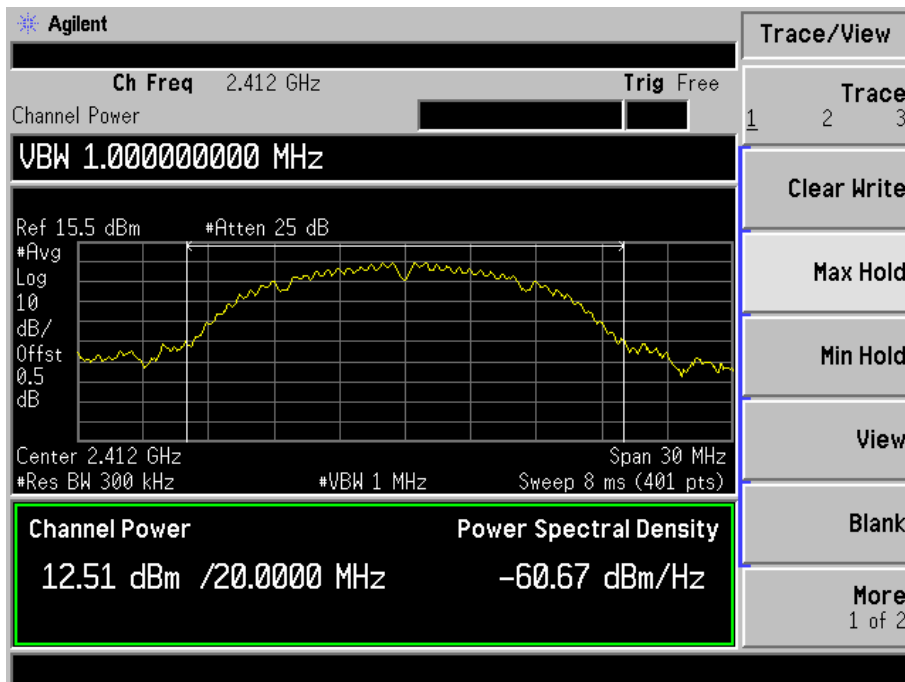 Agilent
Trace/View
Ch Freq 2.412 GHz Trig Free
Channel Power
Trace
1 2 3
VBW 1.000000000 MHz
Clear Write
Ref 15.5 dBm #Atten 25 dB
#Avg
Log
10
dB/
Offst
0.5
dB
Max Hold
Min Hold
Center 2.412 GHz Span 30 MHz
#Res BW 300 kHz #VBW 1 MHz Sweep 8 ms (401 pts)
View
Channel Power Power Spectral Density
12.51 dBm /20.0000 MHz -60.67 dBm/Hz
Blank
More
1 of 2